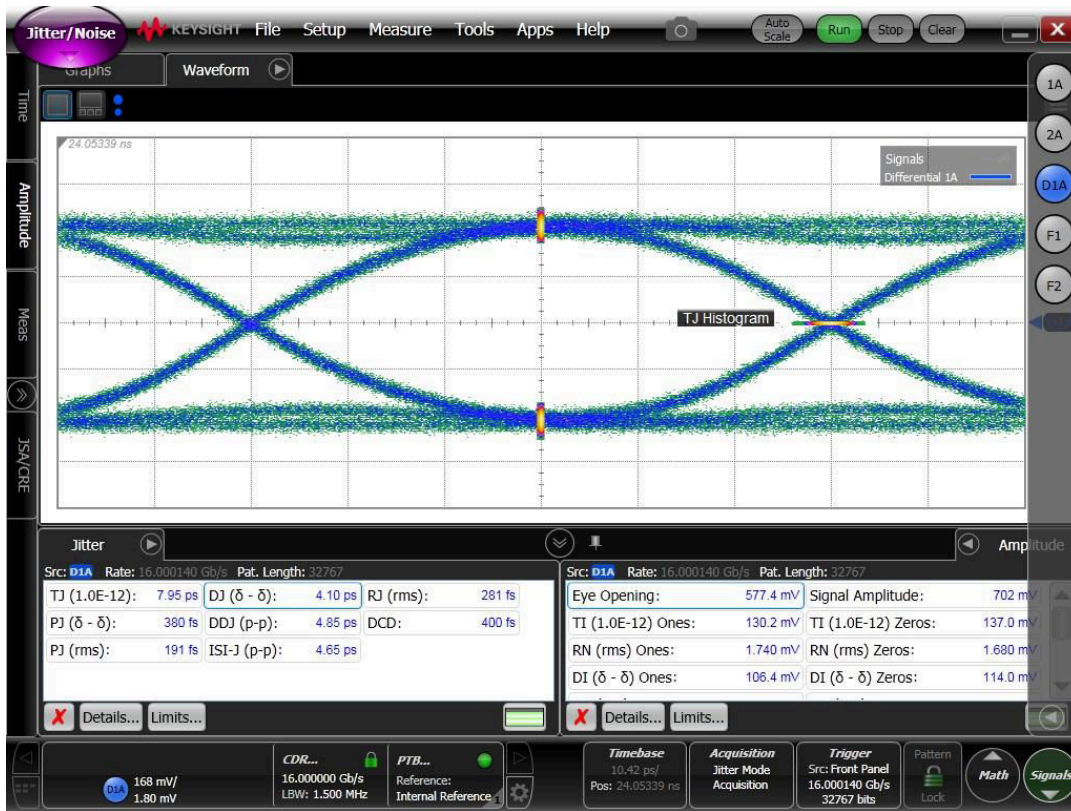 Jitter/Noise KEYSIGHT File Setup Measure Tools Apps Help Auto Scale Run Stop Clear X
Graphs Waveform
Time
Amplitude
Meas
JSA/CRE
1A
2A
D1A
F1
F2
24.05339 ns
Signals
Differential 1A
TJ Histogram
Jitter
Src: D1A Rate: 16.000140 Gb/s Pat. Length: 32767
TJ (1.0E-12): 7.95 ps DJ (δ - δ): 4.10 ps RJ (rms): 281 fs
PJ (δ - δ): 380 fs DDJ (p-p): 4.85 ps DCD: 400 fs
PJ (rms): 191 fs ISI-J (p-p): 4.65 ps
Details... Limits...
Amplitude
Src: D1A Rate: 16.000140 Gb/s Pat. Length: 32767
Eye Opening: 577.4 mV Signal Amplitude: 702 mV
TI (1.0E-12) Ones: 130.2 mV TI (1.0E-12) Zeros: 137.0 mV
RN (rms) Ones: 1.740 mV RN (rms) Zeros: 1.680 mV
DI (δ - δ) Ones: 106.4 mV DI (δ - δ) Zeros: 114.0 mV
Details... Limits...
D1A
168 mV/
1.80 mV
CDR...
16.000000 Gb/s
LBW: 1.500 MHz
PTB...
Reference:
Internal Reference
1
Timebase
10.42 ps/
Pos: 24.05339 ns
Acquisition
Jitter Mode
Acquisition
Trigger
Src: Front Panel
16.000140 Gb/s
32767 bits
Pattern
Lock
Math
Signals